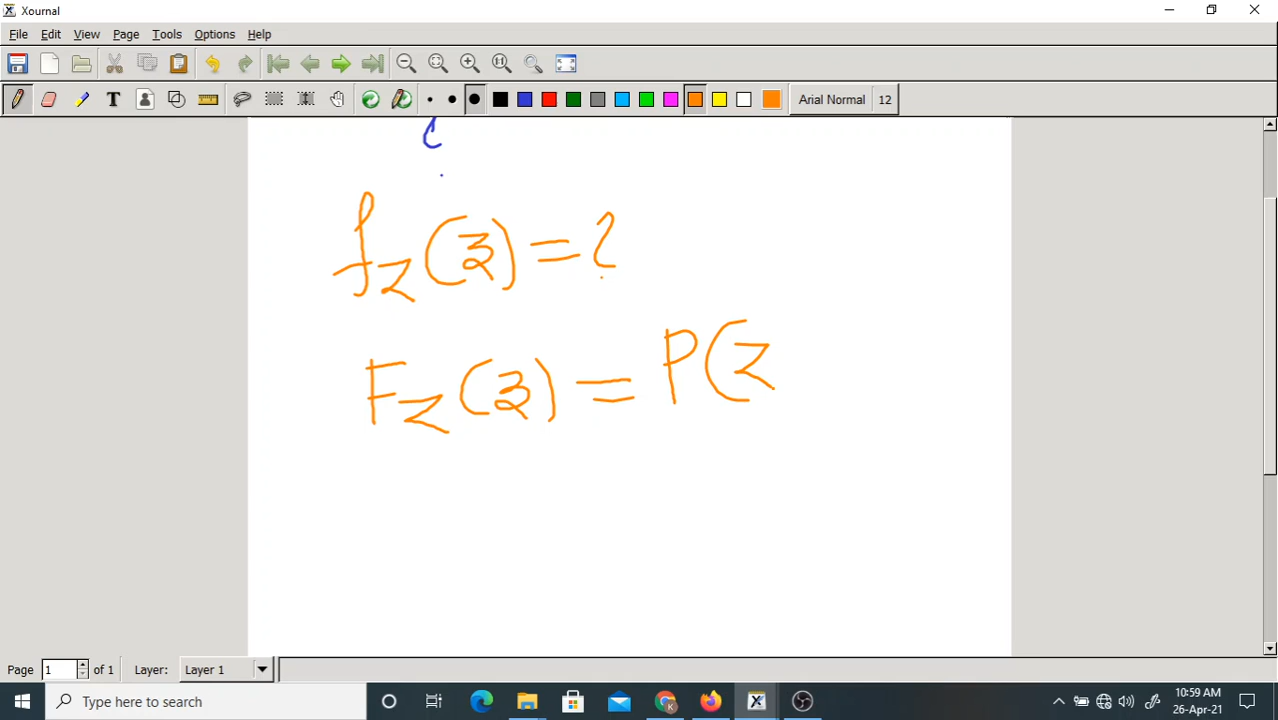 Xournal
File Edit View Page Tools Options Help
Arial Normal 12
f_Z(z) = ?
F_Z(z) = P(Z
Page 1 of 1 Layer: Layer 1
Type here to search
10:59 AM
26-Apr-21